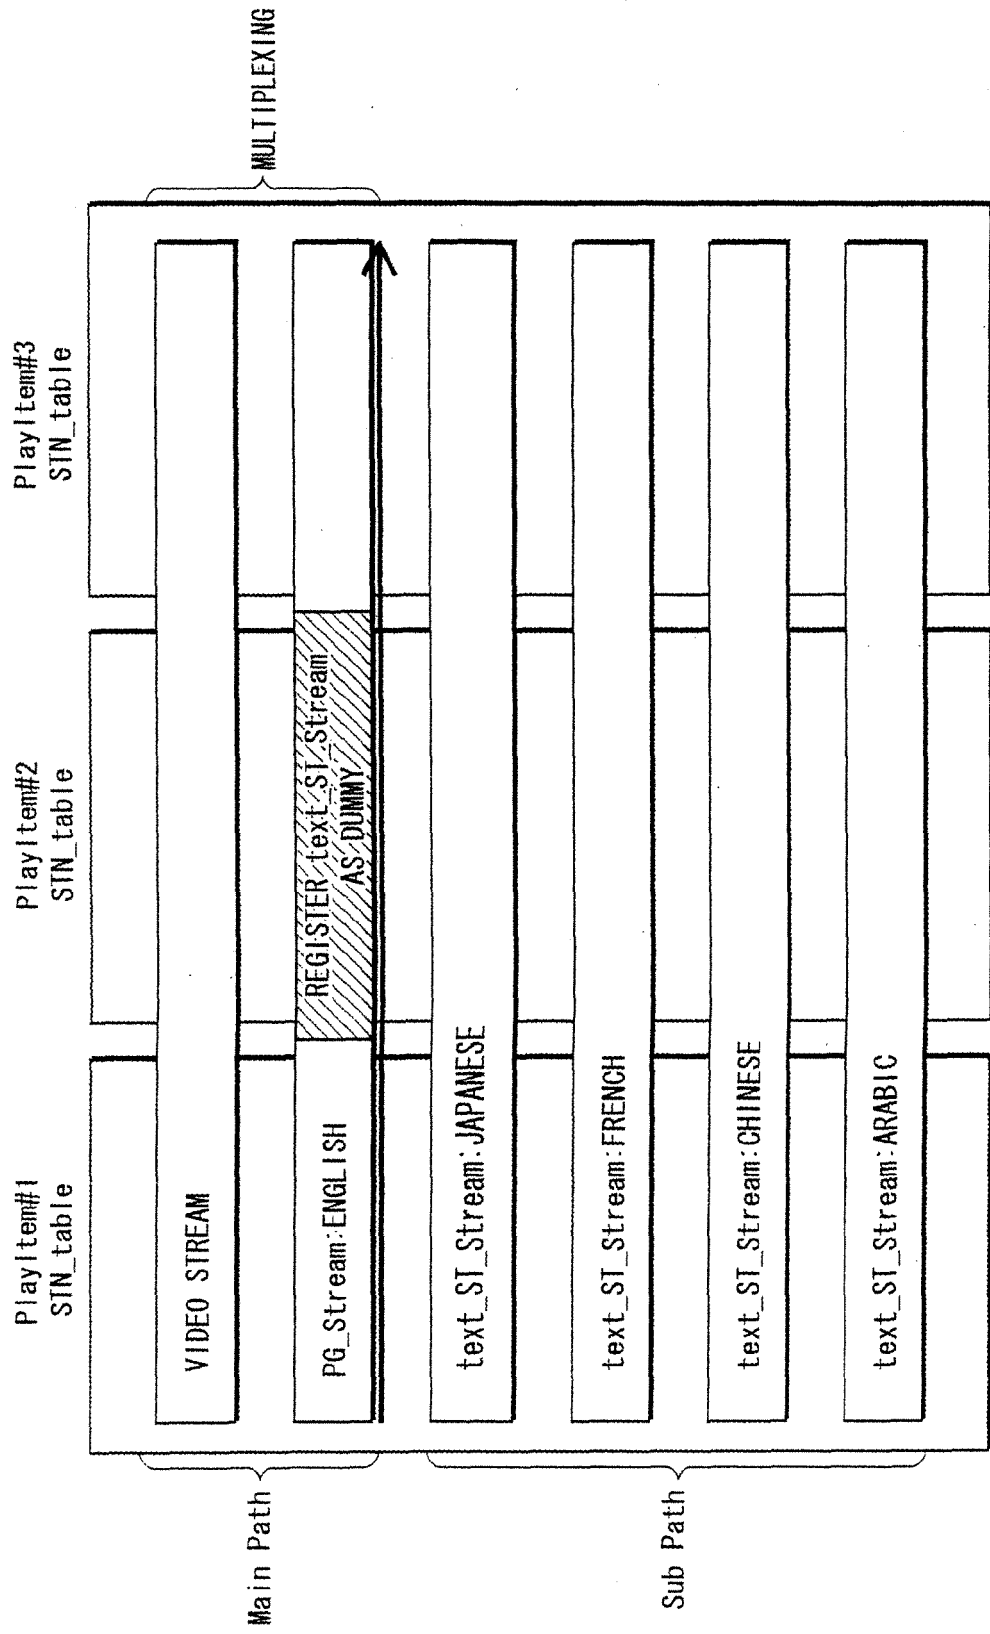 PlayItem#1
STN_table
PlayItem#2
STN_table
PlayItem#3
STN_table
Main Path
VIDEO STREAM
PG_Stream:ENGLISH
REGISTER text_ST_Stream
AS DUMMY
MULTIPLEXING
Sub Path
text_ST_Stream:JAPANESE
text_ST_Stream:FRENCH
text_ST_Stream:CHINESE
text_ST_Stream:ARABIC